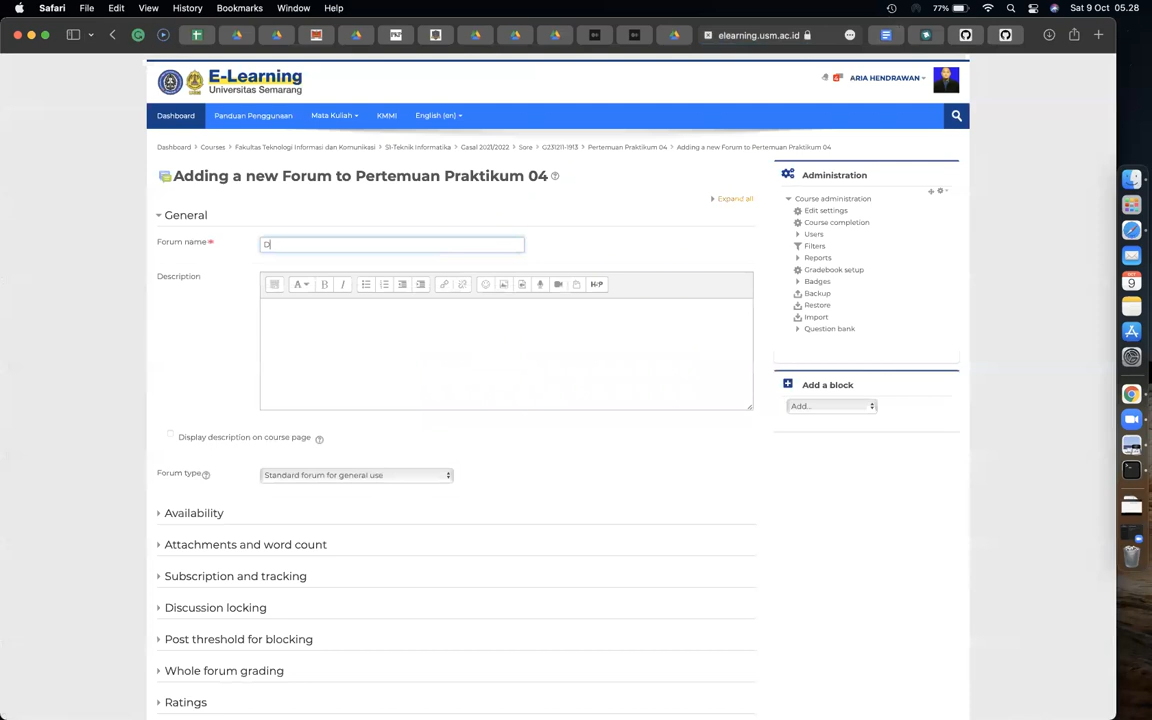 Safari File Edit View History Bookmarks Window Help 77% Sat 9 Oct 05.28
PKP elearning.usm.ac.id
E-Learning
Universitas Semarang
ARIA HENDRAWAN
Dashboard Panduan Penggunaan Mata Kuliah KMMI English (en)
Dashboard Courses Fakultas Teknologi Informasi dan Komunikasi S1-Teknik Informatika Gasal 2021/2022 Sore G231211-1913 Pertemuan Praktikum 04 Adding a new Forum to Pertemuan Praktikum 04
Adding a new Forum to Pertemuan Praktikum 04
Expand all
General
Forum name
D
Description
A B I H-P
Display description on course page
Forum type
Standard forum for general use
Availability
Attachments and word count
Subscription and tracking
Discussion locking
Post threshold for blocking
Whole forum grading
Ratings
Administration
Course administration
Edit settings
Course completion
Users
Filters
Reports
Gradebook setup
Badges
Backup
Restore
Import
Question bank
Add a block
Add...